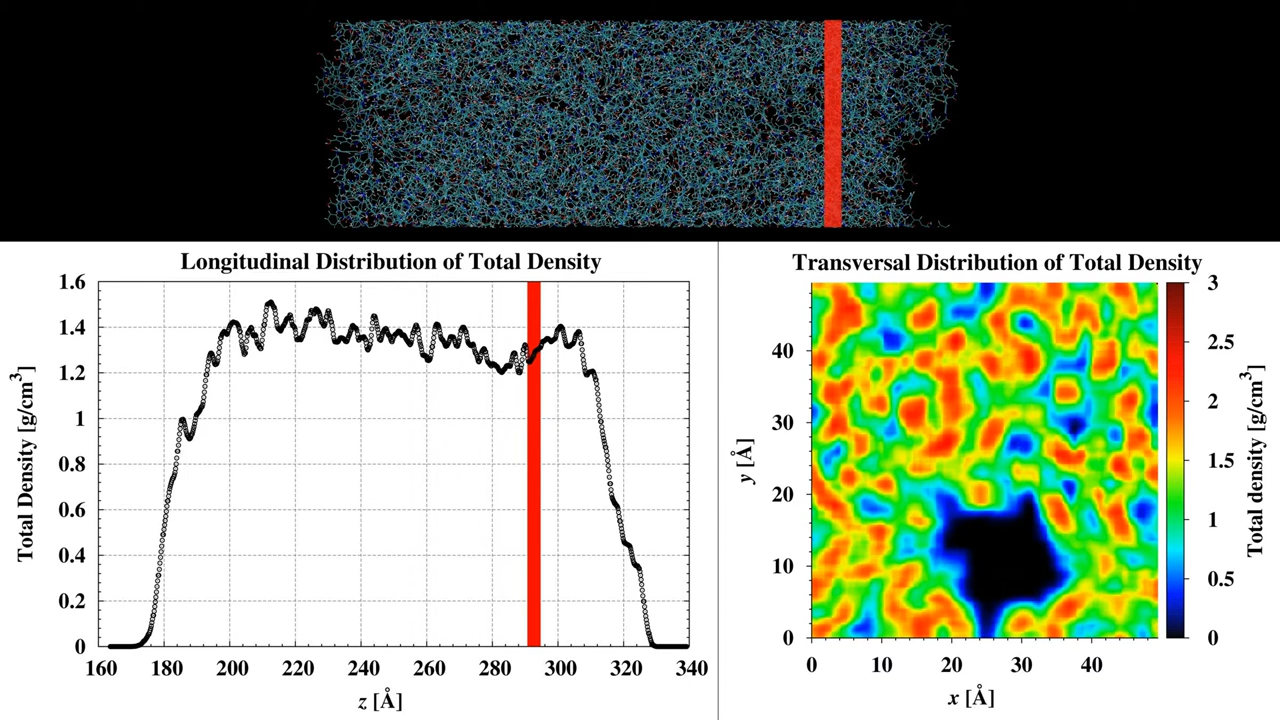 Longitudinal Distribution of Total Density
Total Density [g/cm³]
1.6
1.4
1.2
1
0.8
0.6
0.4
0.2
0
160 180 200 220 240 260 280 300 320 340
z [Å]
Transversal Distribution of Total Density
y [Å]
40
30
20
10
0
0 10 20 30 40
x [Å]
3
2.5
2
1.5
1
0.5
0
Total density [g/cm³]